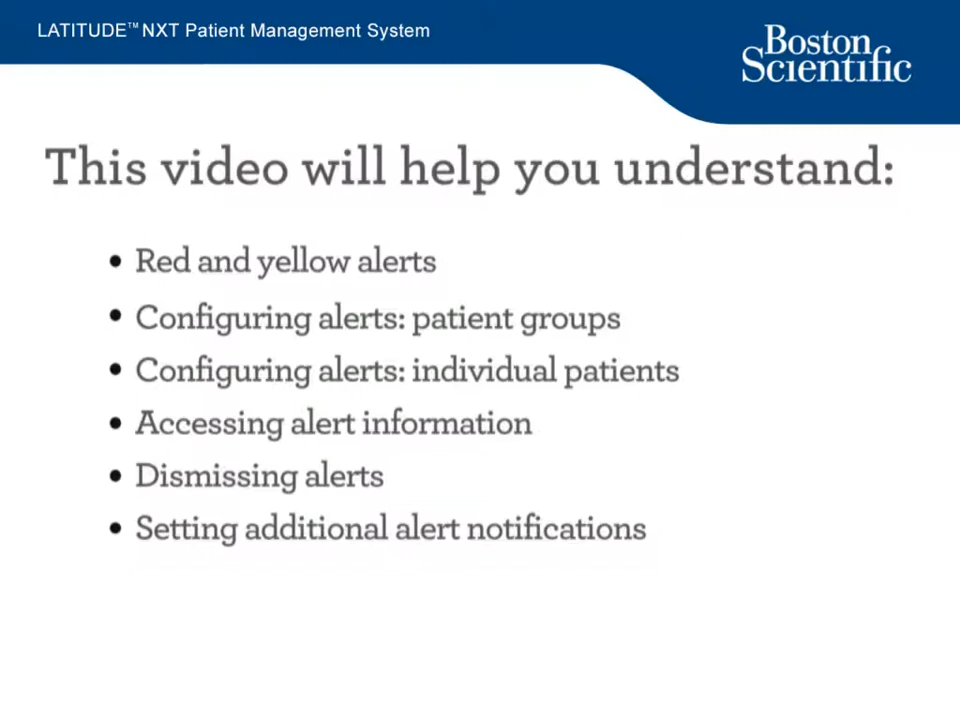 LATITUDE™ NXT Patient Management System
Boston
Scientific
This video will help you understand:
• Red and yellow alerts
• Configuring alerts: patient groups
• Configuring alerts: individual patients
• Accessing alert information
• Dismissing alerts
• Setting additional alert notifications